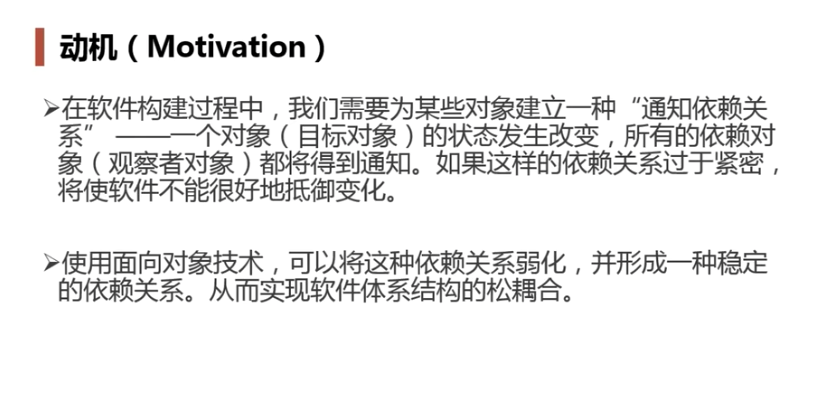 动机（Motivation）
➢在软件构建过程中，我们需要为某些对象建立一种“通知依赖关
系” ——一个对象（目标对象）的状态发生改变，所有的依赖对
象（观察者对象）都将得到通知。如果这样的依赖关系过于紧密，
将使软件不能很好地抵御变化。
➢使用面向对象技术，可以将这种依赖关系弱化，并形成一种稳定
的依赖关系。从而实现软件体系结构的松耦合。